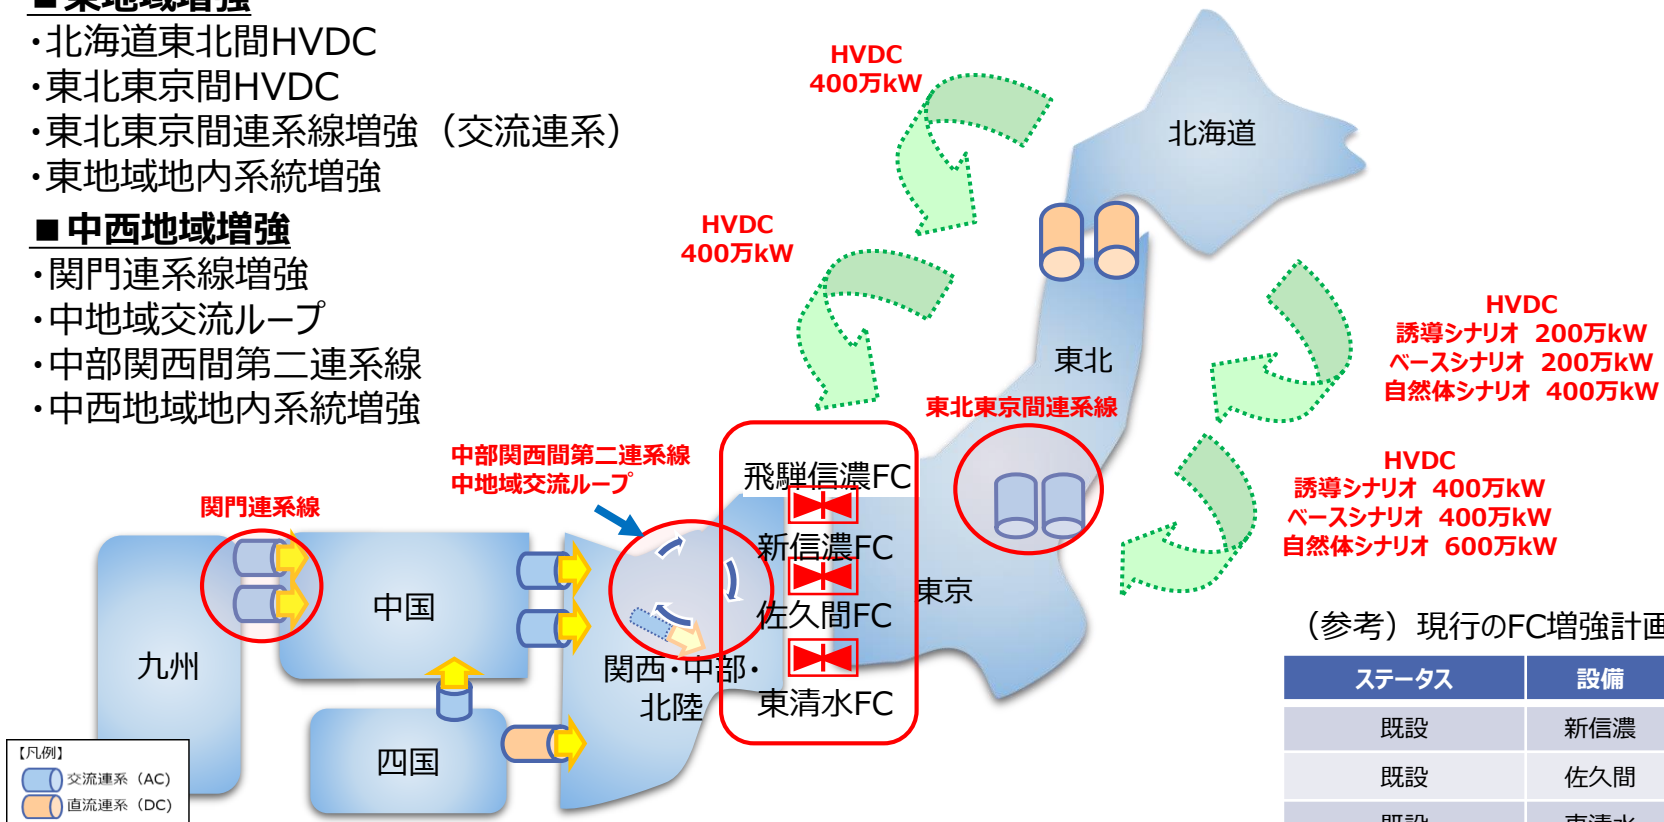 ■東地域増強
・北海道東北間HVDC
・東北東京間HVDC
・東北東京間連系線増強（交流連系）
・東地域地内系統増強
■中西地域増強
・関門連系線増強
・中地域交流ループ
・中部関西間第二連系線
・中西地域地内系統増強
HVDC
400万kW
HVDC
400万kW
北海道
東北
HVDC
誘導シナリオ 200万kW
ベースシナリオ 200万kW
自然体シナリオ 400万kW
HVDC
誘導シナリオ 400万kW
ベースシナリオ 400万kW
自然体シナリオ 600万kW
東北東京間連系線
中部関西間第二連系線
中地域交流ループ
関門連系線
飛騨信濃FC
新信濃FC
佐久間FC
東清水FC
東京
中国
九州
四国
関西・中部・
北陸
【凡例】
交流連系（AC）
直流連系（DC）
（参考）現行のFC増強計画
ステータス 設備
既設 新信濃
既設 佐久間
既設 東清水